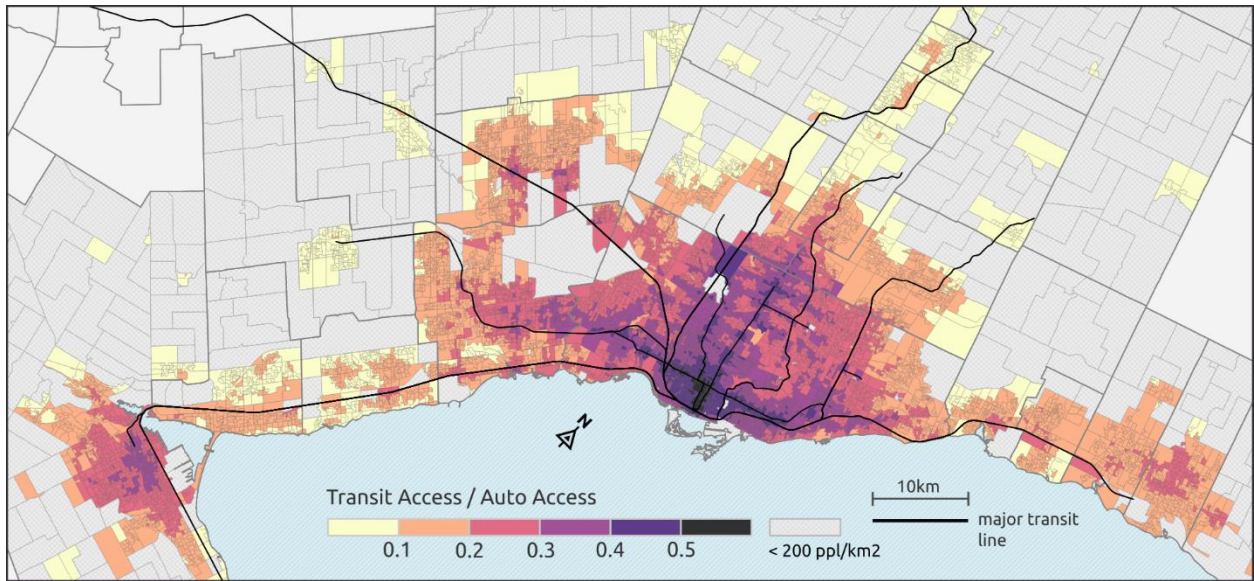 N
Transit Access / Auto Access
0.1 0.2 0.3 0.4 0.5
< 200 ppl/km2
10km
major transit
line